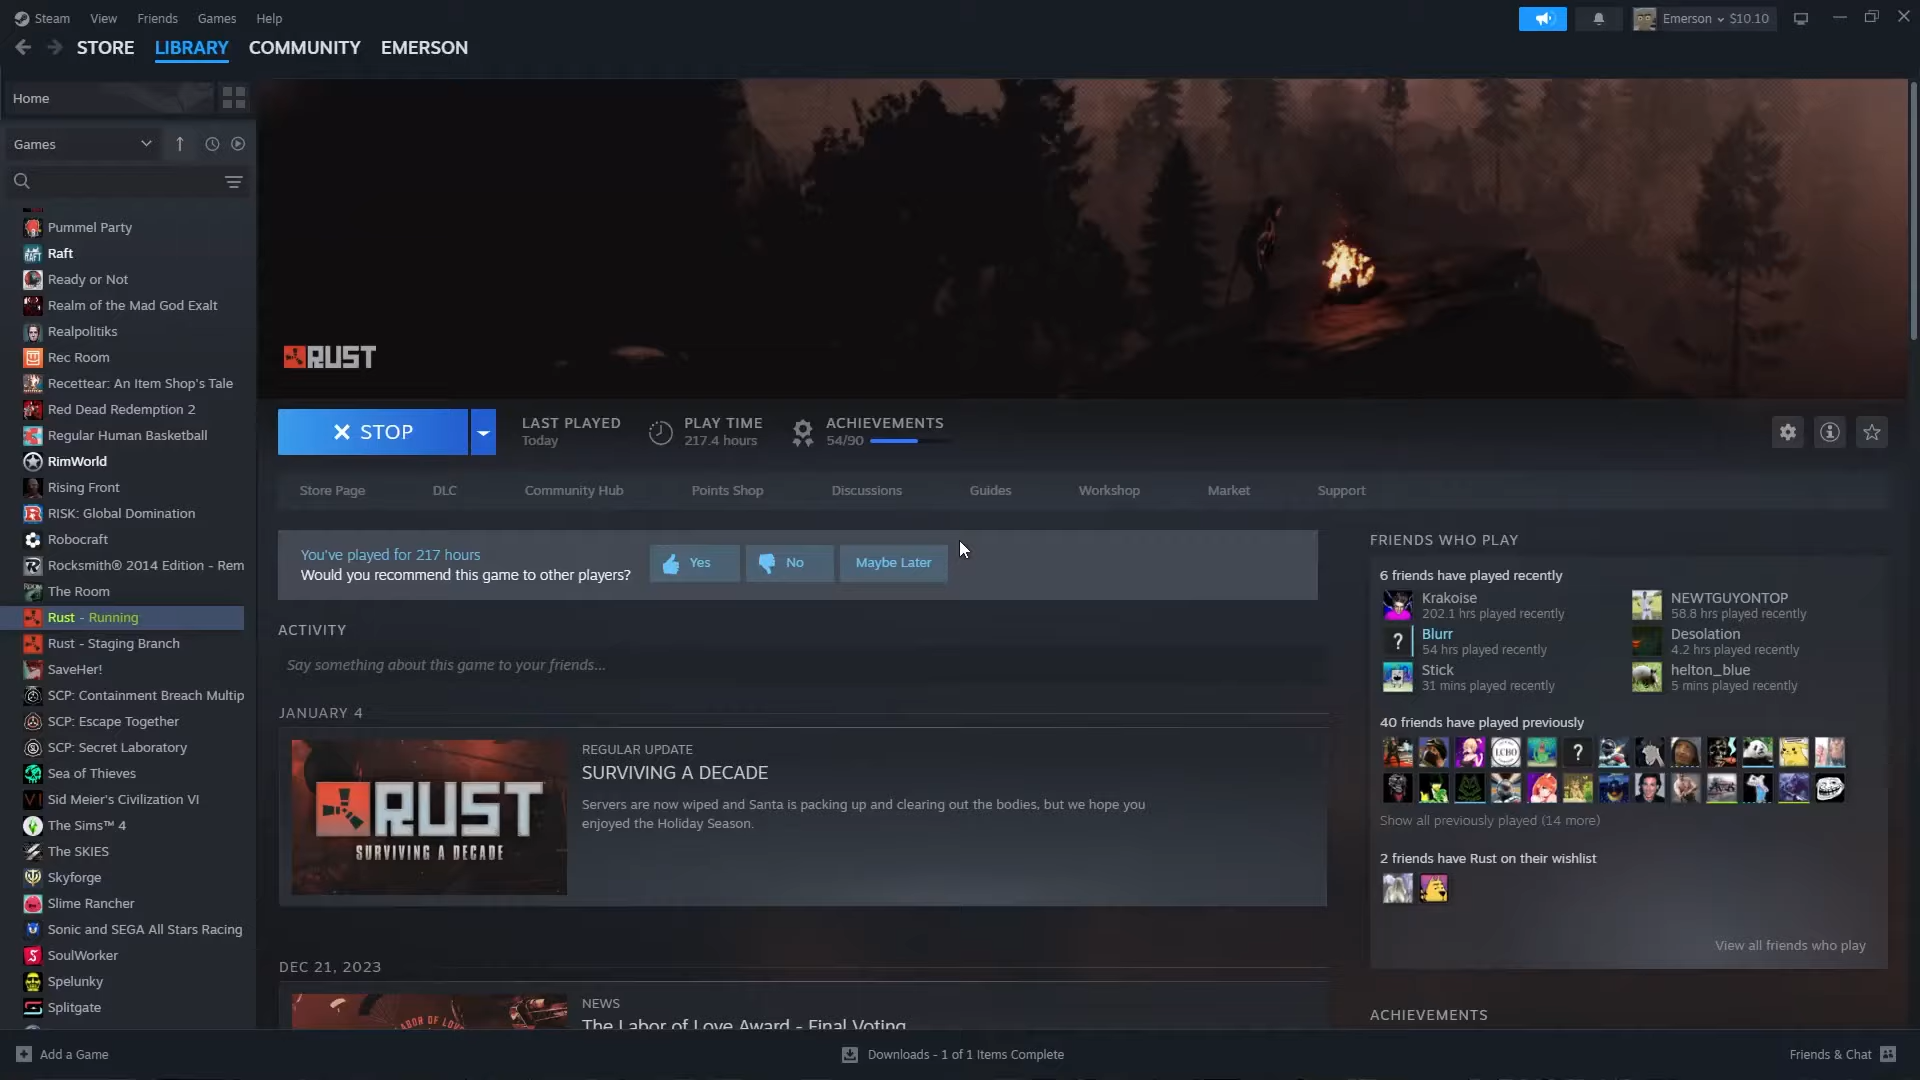 Steam View Friends Games Help
Emerson $10.10
STORE LIBRARY COMMUNITY EMERSON
Home
Games
Pummel Party
Raft
Ready or Not
Realm of the Mad God Exalt
Realpolitiks
Rec Room
Recettear: An Item Shop's Tale
Red Dead Redemption 2
Regular Human Basketball
RimWorld
Rising Front
RISK: Global Domination
Robocraft
Rocksmith® 2014 Edition - Rem
The Room
Rust - Running
Rust - Staging Branch
SaveHer!
SCP: Containment Breach Multip
SCP: Escape Together
SCP: Secret Laboratory
Sea of Thieves
Sid Meier's Civilization VI
The Sims™ 4
The SKIES
Skyforge
Slime Rancher
Sonic and SEGA All Stars Racing
SoulWorker
Spelunky
Splitgate
RUST
STOP
LAST PLAYED
Today
PLAY TIME
217.4 hours
ACHIEVEMENTS
54/90
Store Page DLC Community Hub Points Shop Discussions Guides Workshop Market Support
You've played for 217 hours
Would you recommend this game to other players?
Yes No Maybe Later
ACTIVITY
Say something about this game to your friends...
JANUARY 4
RUST
SURVIVING A DECADE
REGULAR UPDATE
SURVIVING A DECADE
Servers are now wiped and Santa is packing up and clearing out the bodies, but we hope you
enjoyed the Holiday Season.
DEC 21, 2023
LABOR OF LOVE
NEWS
The Labor of Love Award - Final Voting
FRIENDS WHO PLAY
6 friends have played recently
Krakoise
202.1 hrs played recently
NEWTGUYONTOP
58.8 hrs played recently
Blurr
54 hrs played recently
Desolation
4.2 hrs played recently
Stick
31 mins played recently
helton_blue
5 mins played recently
40 friends have played previously
LCBO
Show all previously played (14 more)
2 friends have Rust on their wishlist
View all friends who play
ACHIEVEMENTS
Add a Game
Downloads - 1 of 1 Items Complete
Friends & Chat